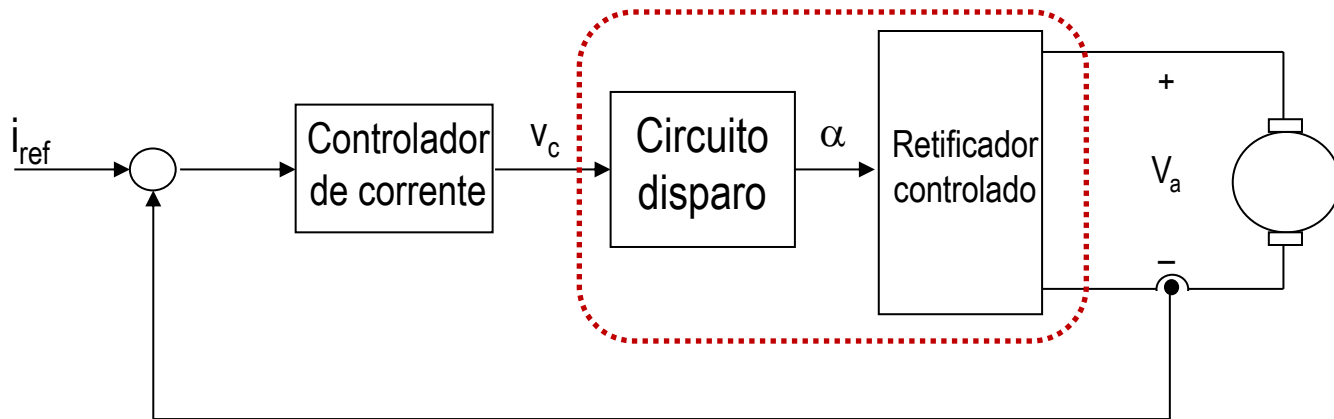 i_ref
Controlador
de corrente
v_c
Circuito
disparo
α
Retificador
controlado
+
V_a
−